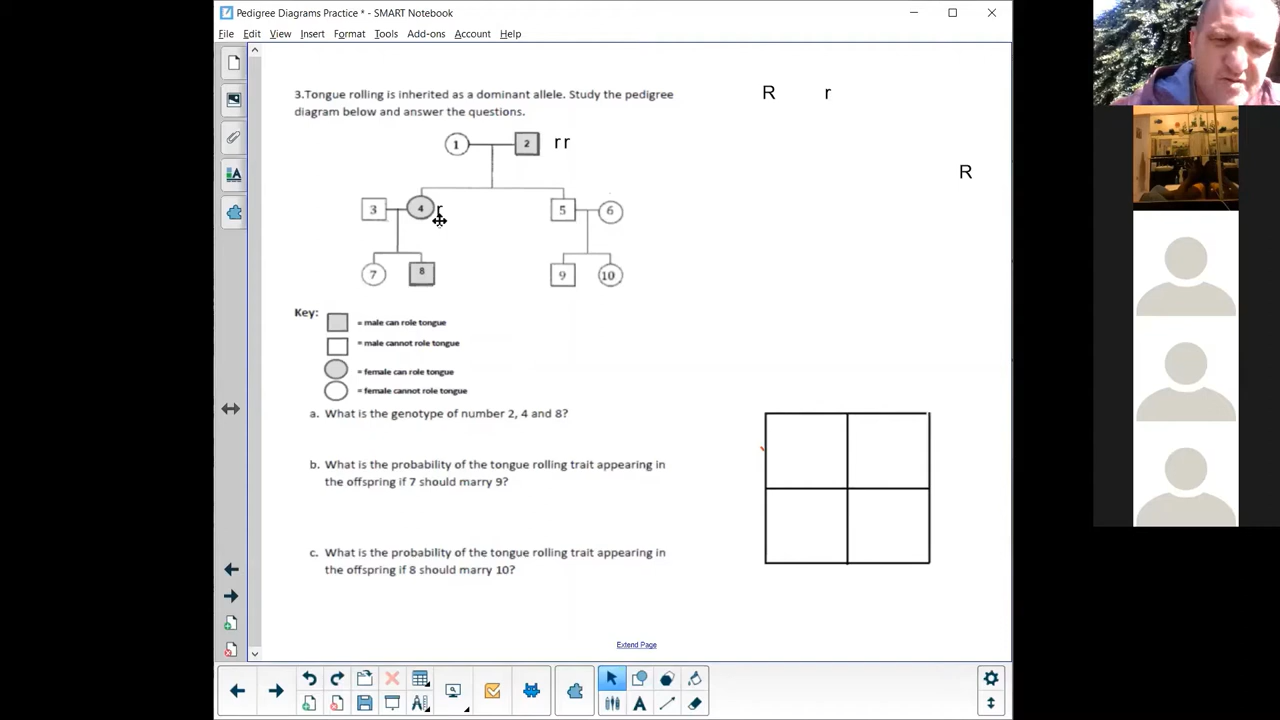 Pedigree Diagrams Practice * - SMART Notebook
File Edit View Insert Format Tools Add-ons Account Help
3.Tongue rolling is inherited as a dominant allele. Study the pedigree
diagram below and answer the questions.
R r
1 2 r r
R
3 4 r 5 6
7 8 9 10
Key:
= male can role tongue
= male cannot role tongue
= female can role tongue
= female cannot role tongue
a. What is the genotype of number 2, 4 and 8?
b. What is the probability of the tongue rolling trait appearing in
the offspring if 7 should marry 9?
c. What is the probability of the tongue rolling trait appearing in
the offspring if 8 should marry 10?
Extend Page